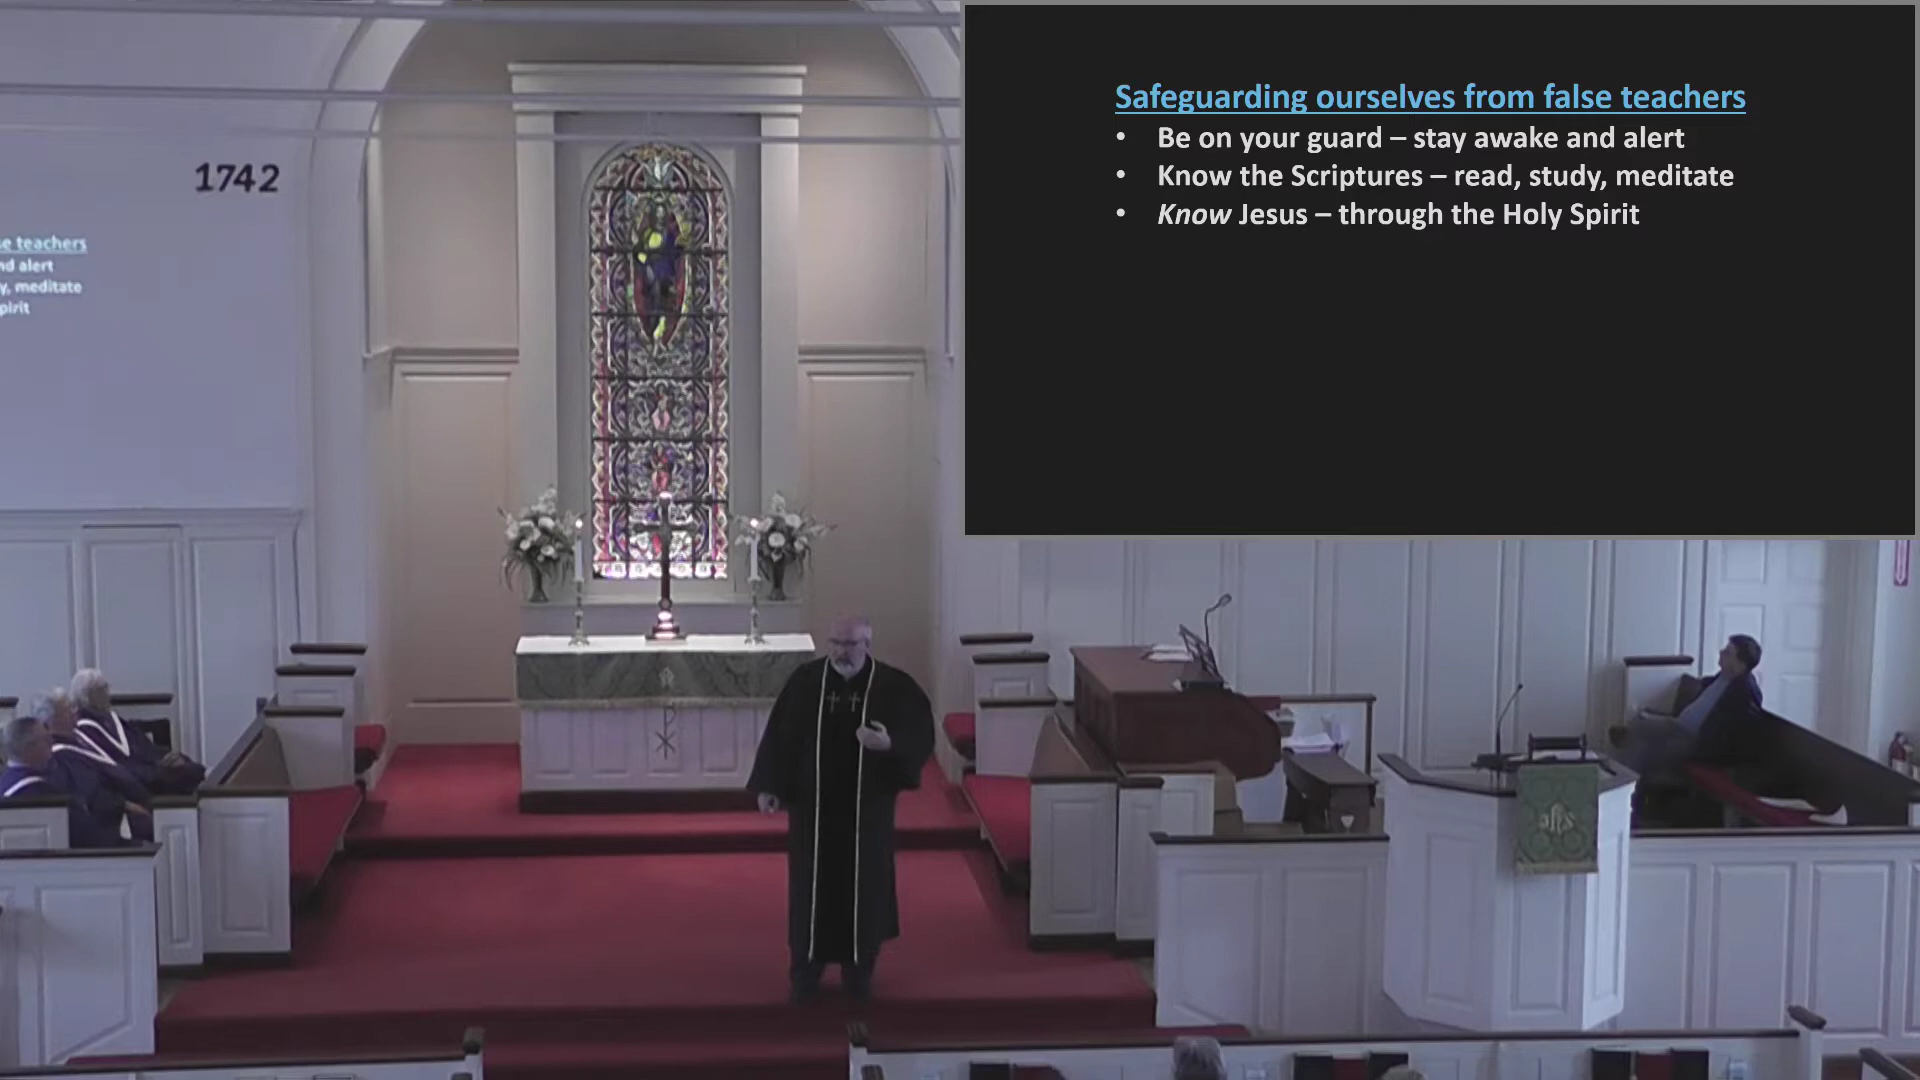 Safeguarding ourselves from false teachers
• Be on your guard – stay awake and alert
• Know the Scriptures – read, study, meditate
• Know Jesus – through the Holy Spirit
1742
se teachers
nd alert
y, meditate
pirit